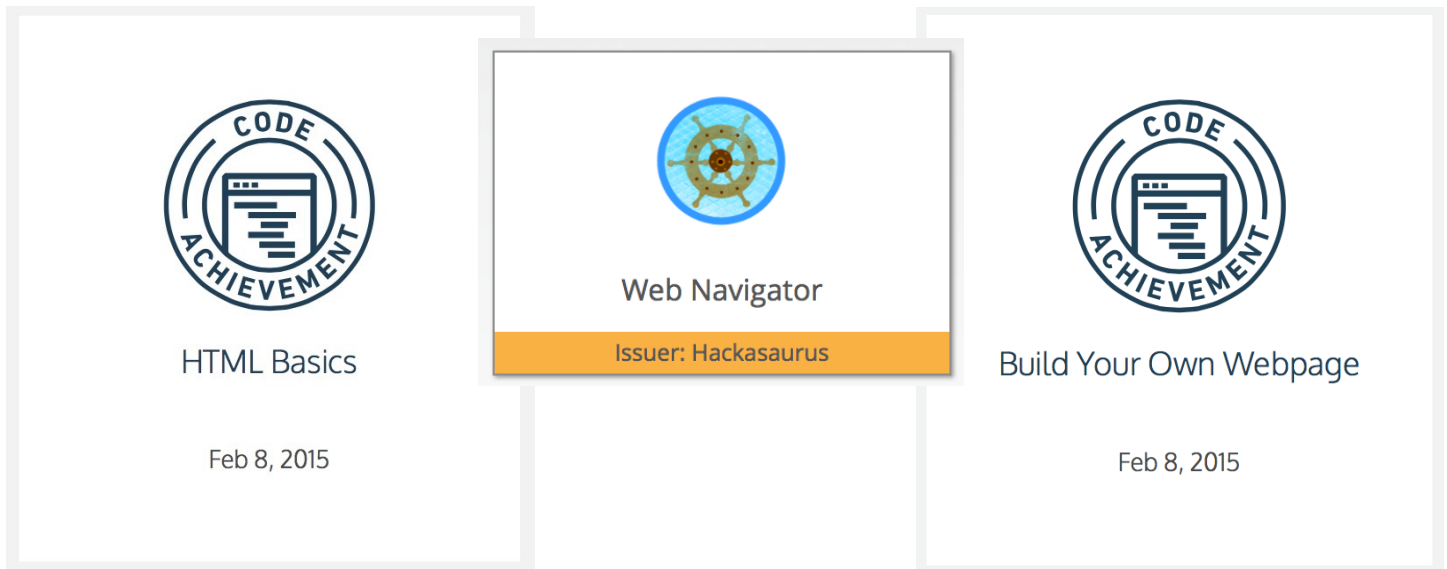 CODE
ACHIEVEMENT
HTML Basics
Feb 8, 2015
Web Navigator
Issuer: Hackasaurus
CODE
ACHIEVEMENT
Build Your Own Webpage
Feb 8, 2015